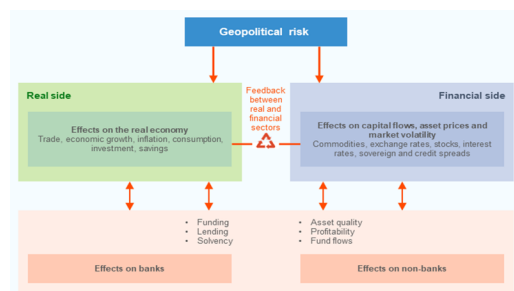 Geopolitical risk
Real side
Effects on the real economy
Trade, economic growth, inflation, consumption,
investment, savings
Feedback
between
real and
financial
sectors
Financial side
Effects on capital flows, asset prices and
market volatility
Commodities, exchange rates, stocks, interest
rates, sovereign and credit spreads
• Funding
• Lending
• Solvency
• Asset quality
• Profitability
• Fund flows
Effects on banks
Effects on non-banks